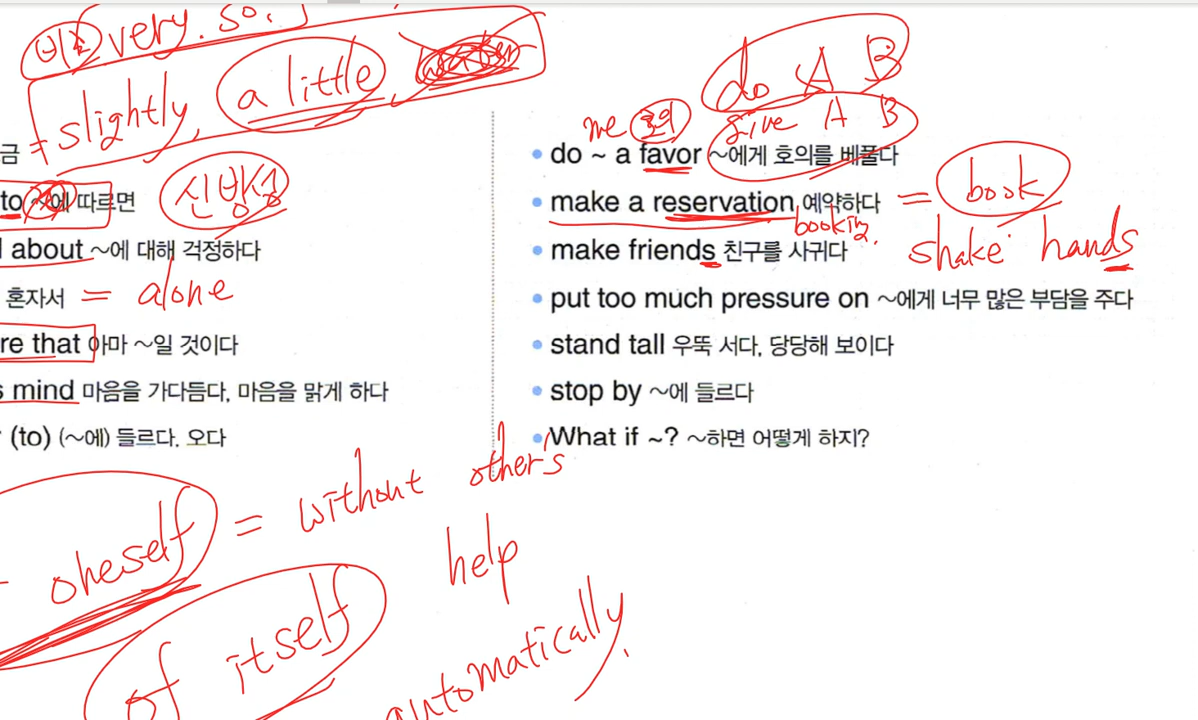 비교 very. so.
= slightly, a little,
금
to ~에 따르면 신방성
about ~에 대해 걱정하다
혼자서 = alone
re that 아마 ~일 것이다
s mind 마음을 가다듬다, 마음을 맑게 하다
(to) (~에) 들르다, 오다
oneself = without other's
help
of itself
automatically
do A B
me 호의 give A B
• do ~ a favor ~에게 호의를 베풀다
• make a reservation 예약하다 = book
booking.
• make friends 친구를 사귀다 shake hands
• put too much pressure on ~에게 너무 많은 부담을 주다
• stand tall 우뚝 서다, 당당해 보이다
• stop by ~에 들르다
• What if ~? ~하면 어떻게 하지?